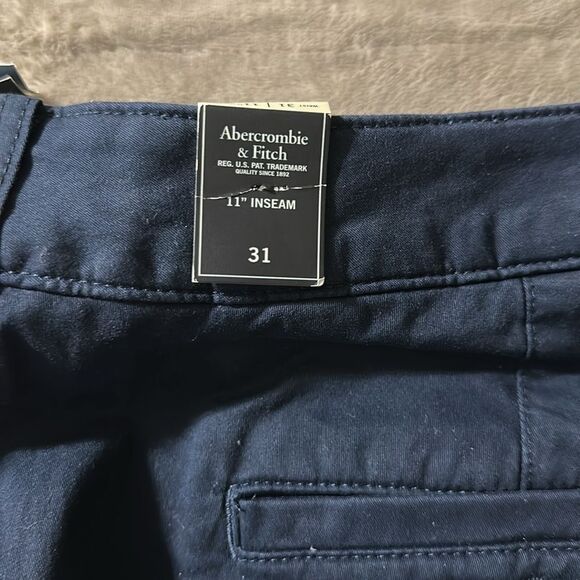 Abercrombie
& Fitch
REG. U.S. PAT. TRADEMARK
QUALITY SINCE 1892
11" INSEAM
31